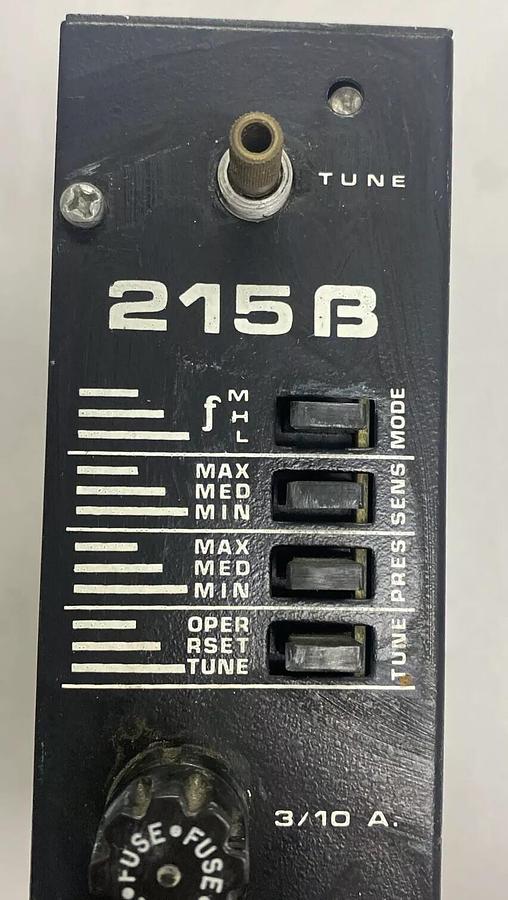 TUNE
215B
M
ƒ H
L
MODE
MAX
MED
MIN
SENS
MAX
MED
MIN
PRES
OPER
RSET
TUNE
TUNE
3/10 A.
FUSE • FUSE •